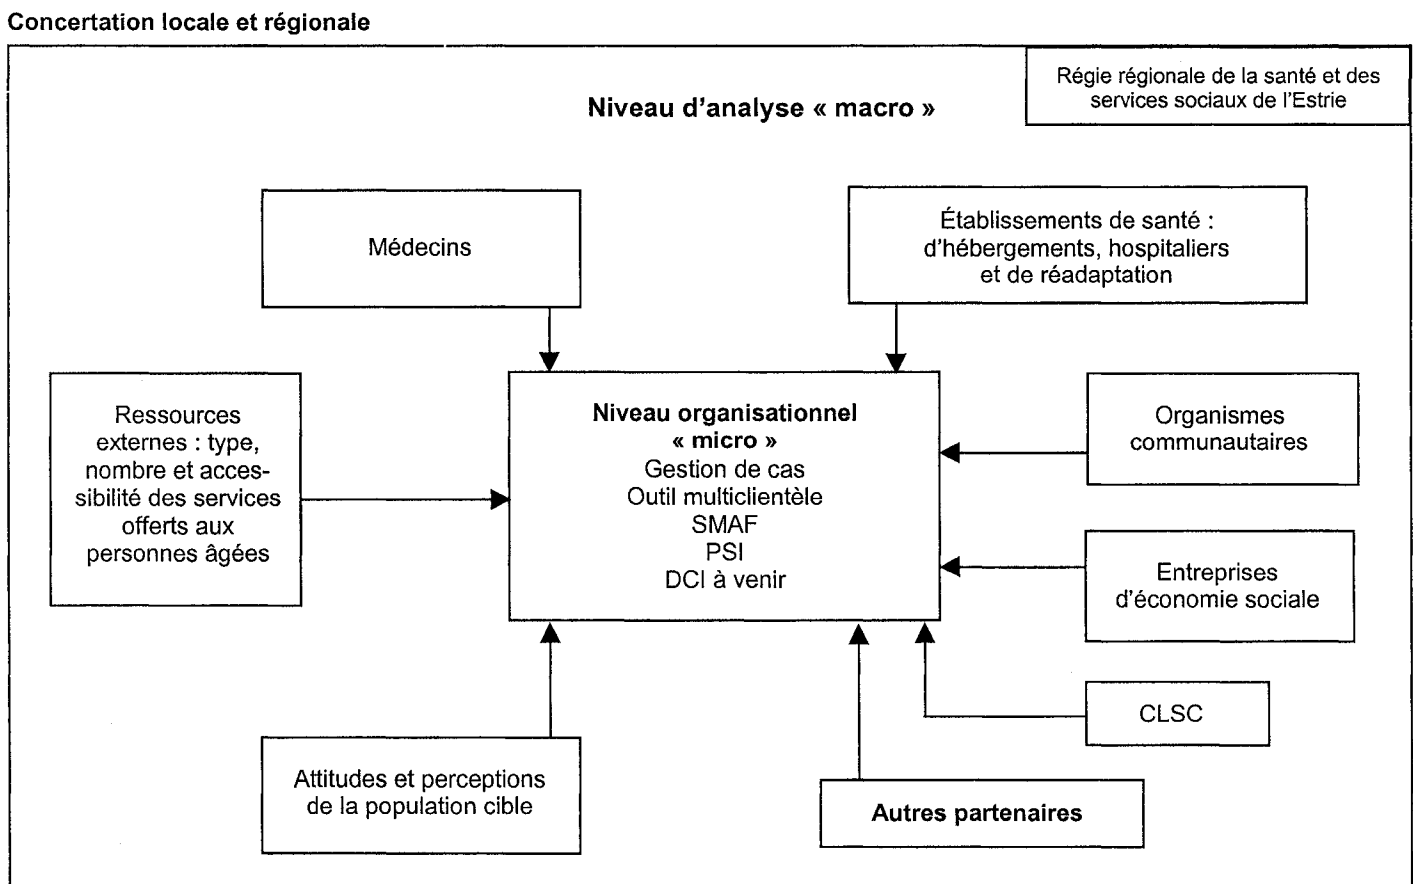 Concertation locale et régionale
Régie régionale de la santé et des
services sociaux de l'Estrie
Niveau d'analyse « macro »
Médecins
Établissements de santé :
d'hébergements, hospitaliers
et de réadaptation
Ressources
externes : type,
nombre et acces-
sibilité des services
offerts aux
personnes âgées
Niveau organisationnel
« micro »
Gestion de cas
Outil multiclientèle
SMAF
PSI
DCI à venir
Organismes
communautaires
Entreprises
d'économie sociale
CLSC
Attitudes et perceptions
de la population cible
Autres partenaires